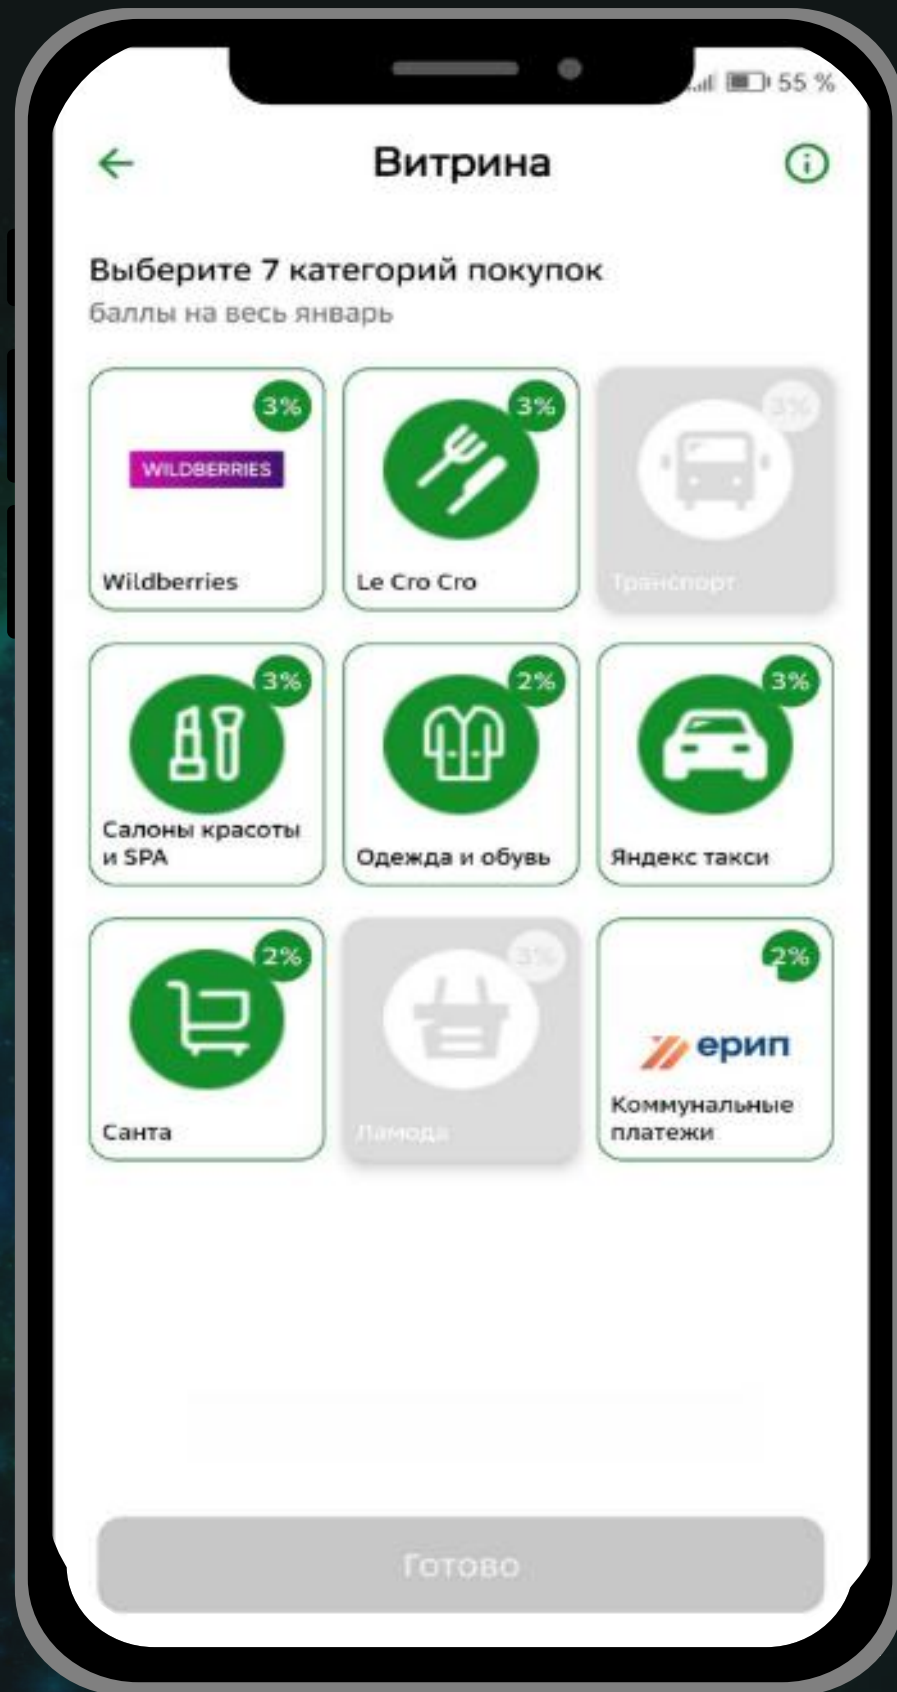 55 %
Витрина
Выберите 7 категорий покупок
баллы на весь январь
3%
WILDBERRIES
Wildberries
3%
Le Cro Cro
3%
Транспорт
3%
Салоны красоты
и SPA
2%
Одежда и обувь
3%
Яндекс такси
2%
Санта
3%
Ламода
2%
ерип
Коммунальные
платежи
Готово